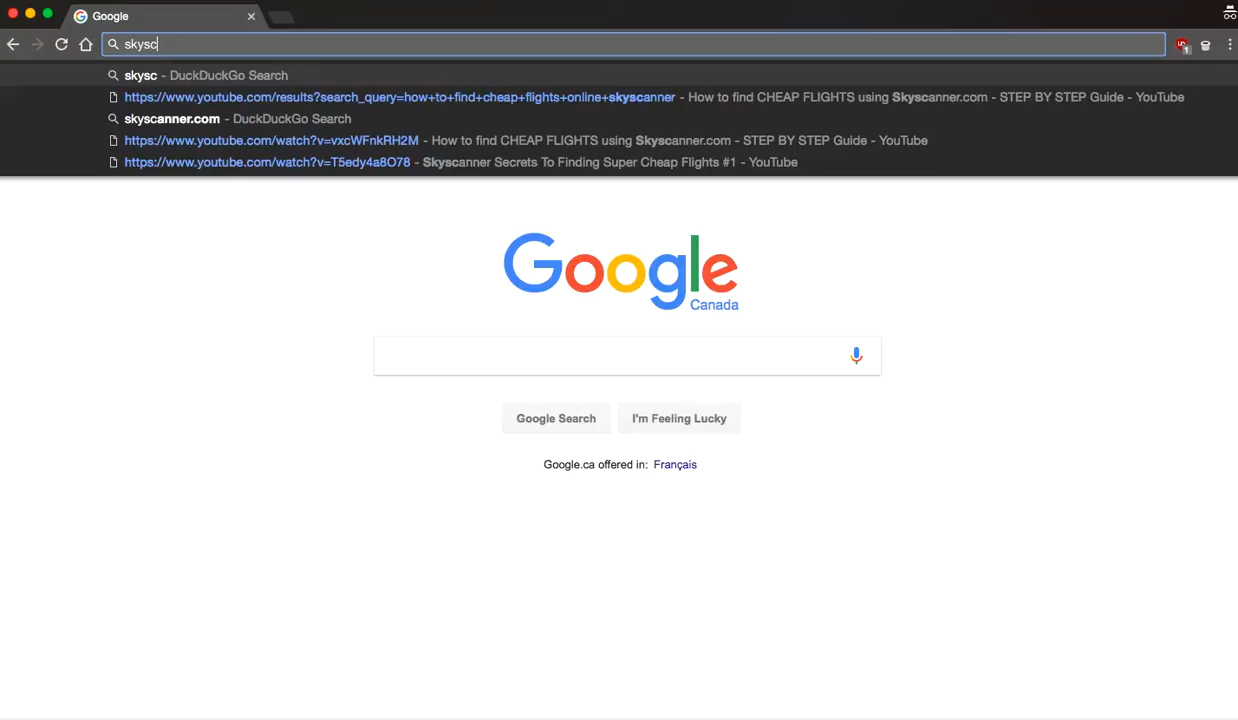 Google
skysc
skysc - DuckDuckGo Search
https://www.youtube.com/results?search_query=how+to+find+cheap+flights+online+skyscanner - How to find CHEAP FLIGHTS using Skyscanner.com - STEP BY STEP Guide - YouTube
skyscanner.com - DuckDuckGo Search
https://www.youtube.com/watch?v=vxcWFnkRH2M - How to find CHEAP FLIGHTS using Skyscanner.com - STEP BY STEP Guide - YouTube
https://www.youtube.com/watch?v=T5edy4a8O78 - Skyscanner Secrets To Finding Super Cheap Flights #1 - YouTube
Google
Canada
Google Search I'm Feeling Lucky
Google.ca offered in: Français